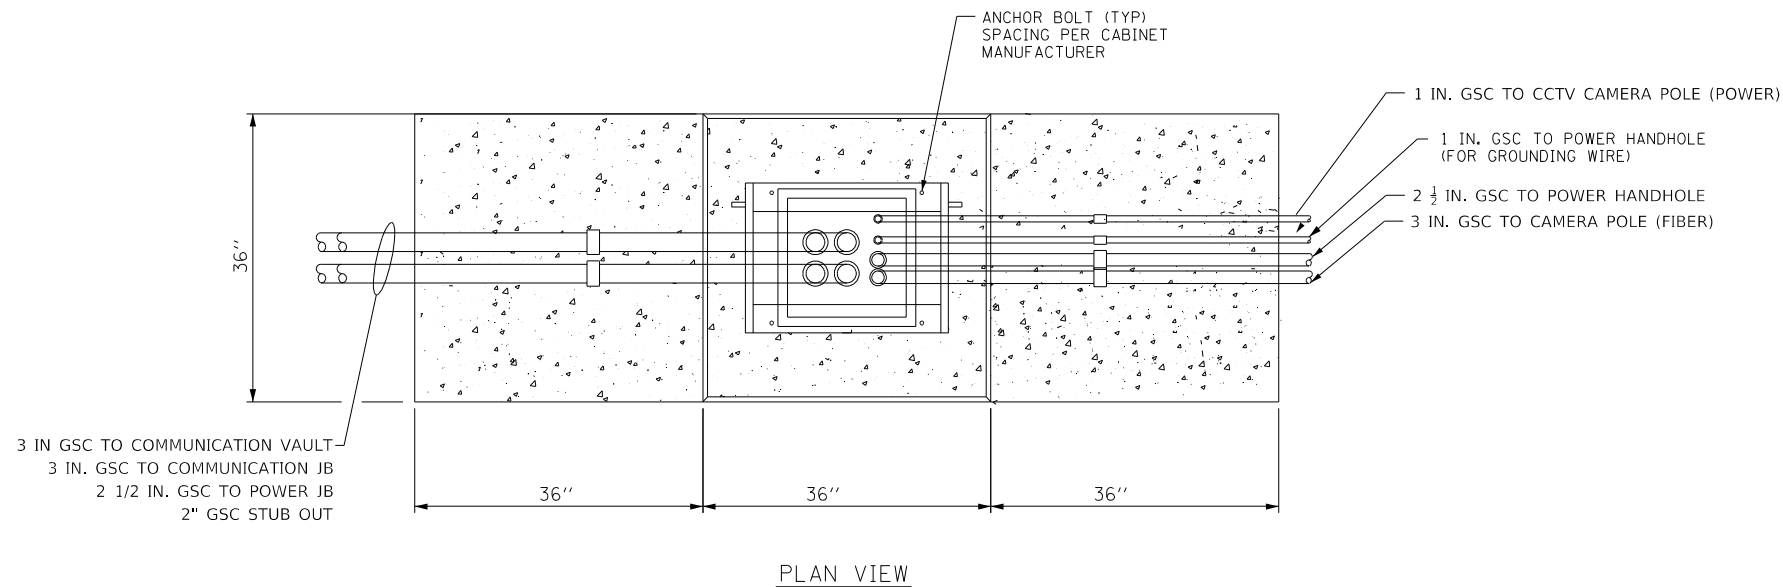 ANCHOR BOLT (TYP)
SPACING PER CABINET
MANUFACTURER
1 IN. GSC TO CCTV CAMERA POLE (POWER)
1 IN. GSC TO POWER HANDHOLE
(FOR GROUNDING WIRE)
2 ½ IN. GSC TO POWER HANDHOLE
3 IN. GSC TO CAMERA POLE (FIBER)
36''
3 IN GSC TO COMMUNICATION VAULT
3 IN. GSC TO COMMUNICATION JB
2 1/2 IN. GSC TO POWER JB
2" GSC STUB OUT
36'' 36'' 36''
PLAN VIEW